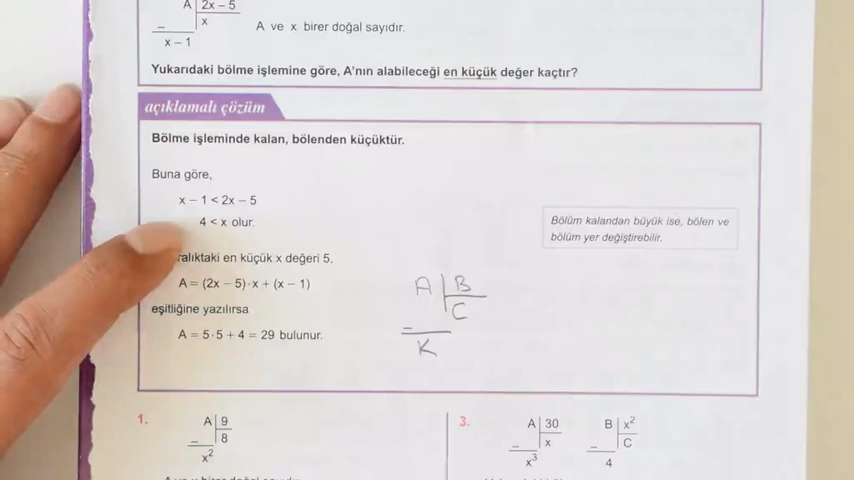 A 2x – 5
x
–
x – 1
A ve x birer doğal sayıdır.
Yukarıdaki bölme işlemine göre, A'nın alabileceği en küçük değer kaçtır?
açıklamalı çözüm
Bölme işleminde kalan, bölenden küçüktür.
Buna göre,
x – 1 < 2x – 5
4 < x olur.
Bölüm kalandan büyük ise, bölen ve
bölüm yer değiştirebilir.
ralıktaki en küçük x değeri 5,
A = (2x – 5)·x + (x – 1)
eşitliğine yazılırsa
A = 5·5 + 4 = 29 bulunur.
A B
C
–
K
1.
A 9
8
–
x²
3.
A 30
x
–
x³
B x²
C
–
4